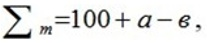 ∑ m=100 + а - в ,